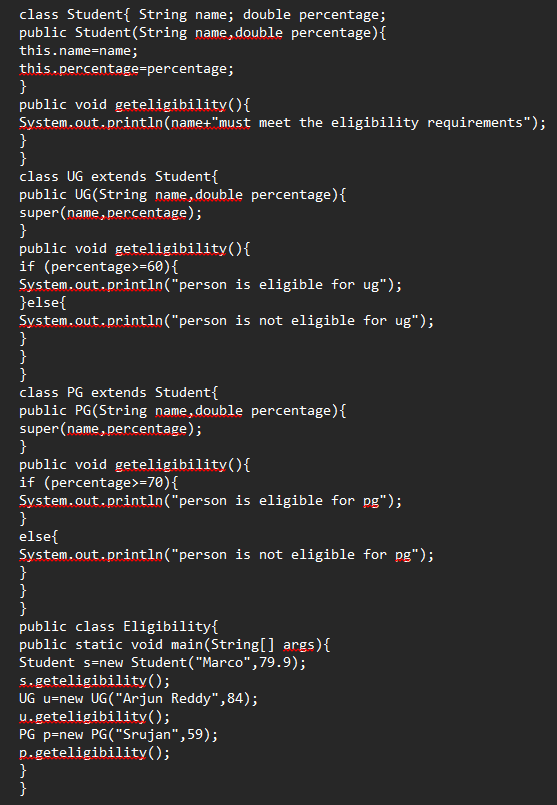 class Student{ String name; double percentage;
public Student(String name,double percentage){
this.name=name;
this.percentage=percentage;
}
public void geteligibility(){
System.out.println(name+"must meet the eligibility requirements");
}
}
class UG extends Student{
public UG(String name,double percentage){
super(name,percentage);
}
public void geteligibility(){
if (percentage>=60){
System.out.println("person is eligible for ug");
}else{
System.out.println("person is not eligible for ug");
}
}
}
class PG extends Student{
public PG(String name,double percentage){
super(name,percentage);
}
public void geteligibility(){
if (percentage>=70){
System.out.println("person is eligible for pg");
}
else{
System.out.println("person is not eligible for pg");
}
}
}
public class Eligibility{
public static void main(String[] args){
Student s=new Student("Marco",79.9);
s.geteligibility();
UG u=new UG("Arjun Reddy",84);
u.geteligibility();
PG p=new PG("Srujan",59);
p.geteligibility();
}
}